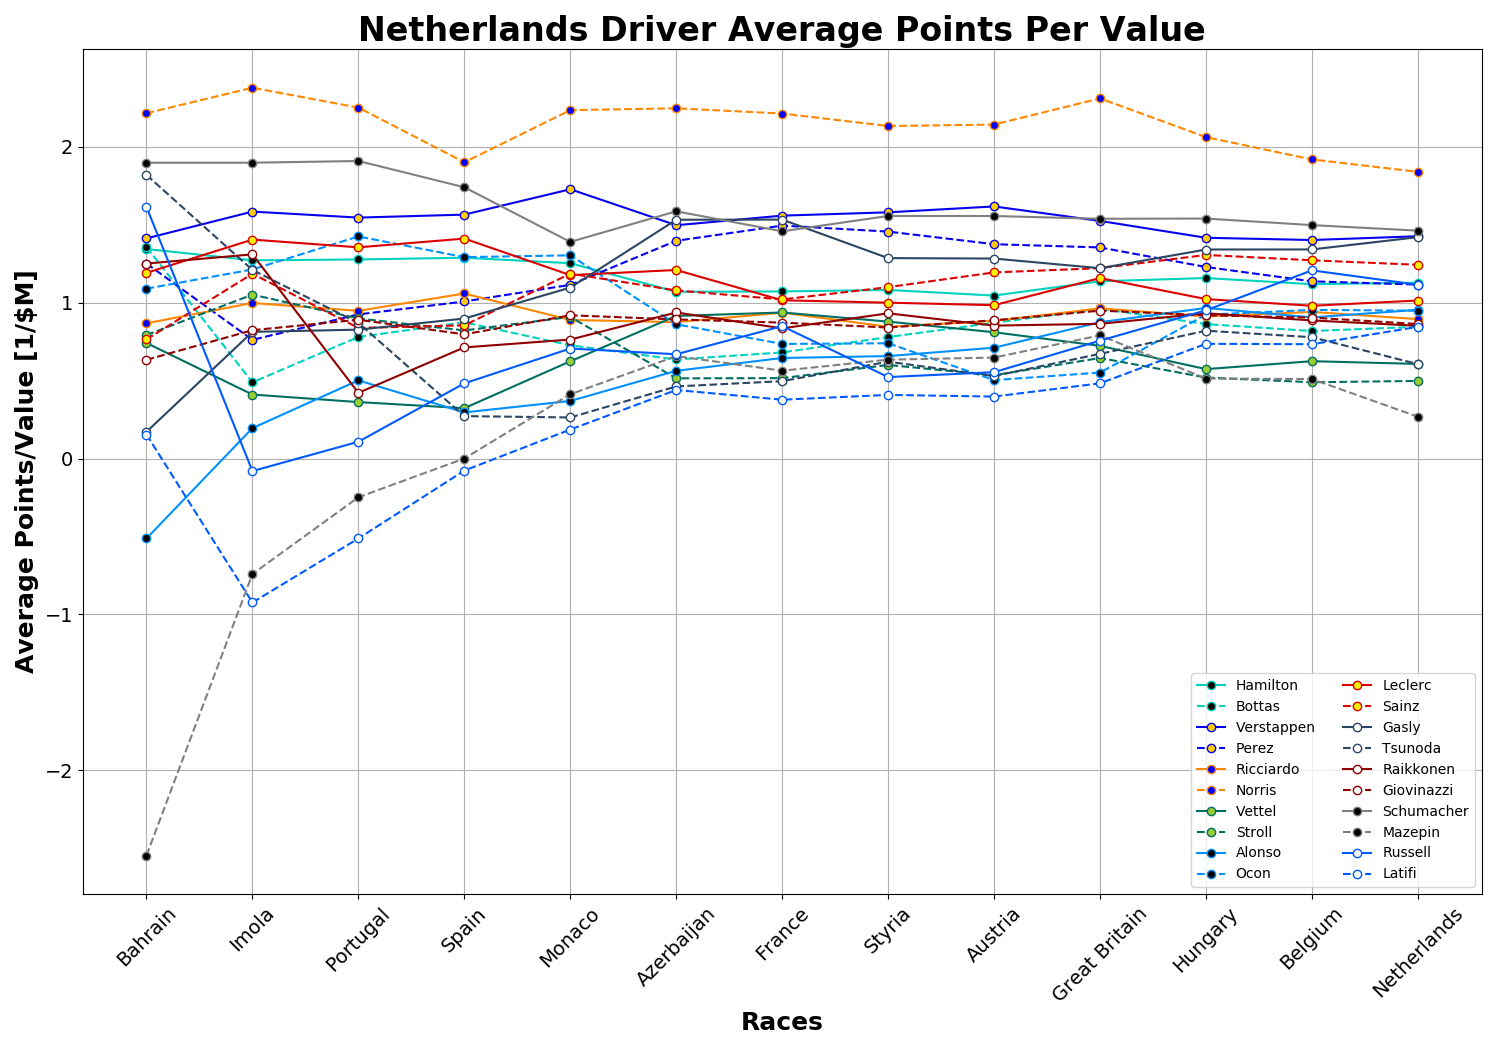 Netherlands Driver Average Points Per Value
Average Points/Value [1/$M]
2
1
0
−1
−2
Hamilton
Bottas
Verstappen
Perez
Ricciardo
Norris
Vettel
Stroll
Alonso
Ocon
Leclerc
Sainz
Gasly
Tsunoda
Raikkonen
Giovinazzi
Schumacher
Mazepin
Russell
Latifi
Bahrain
Imola
Portugal
Spain
Monaco
Azerbaijan
France
Styria
Austria
Great Britain
Hungary
Belgium
Netherlands
Races